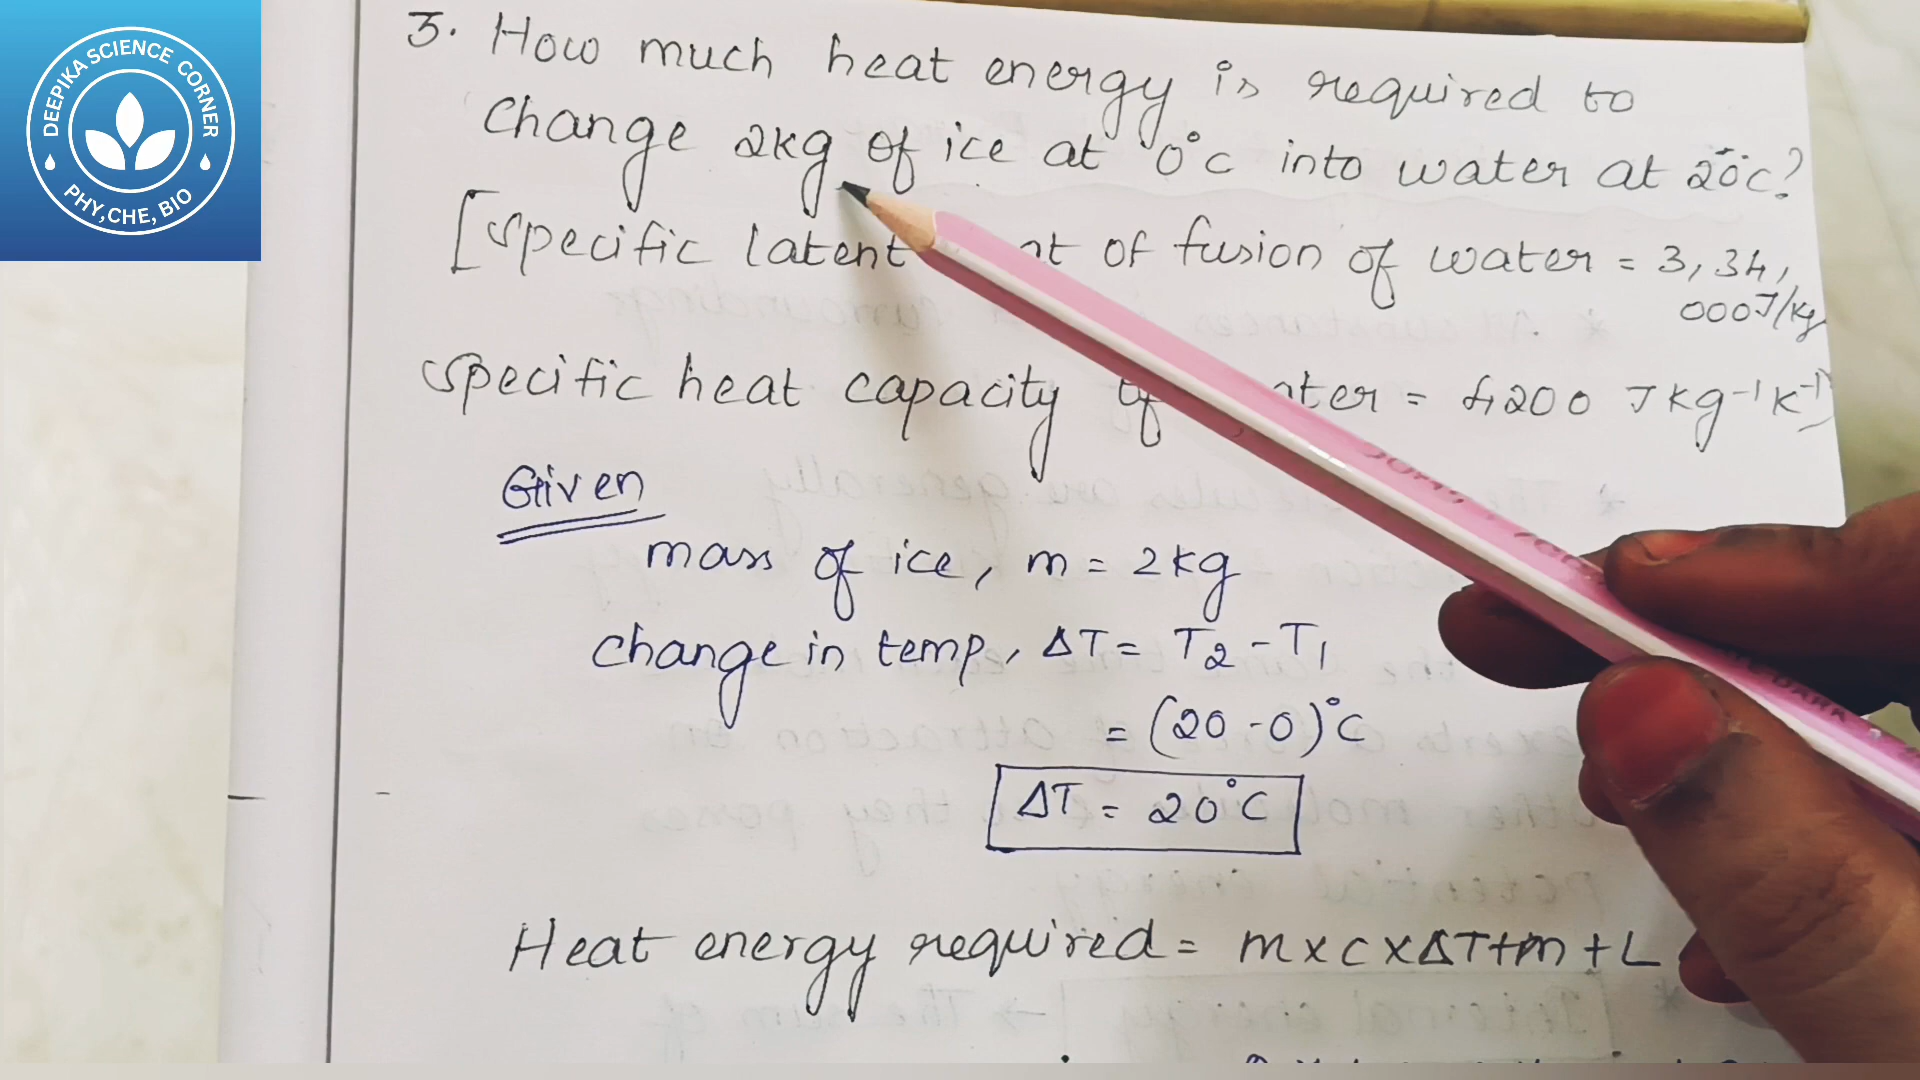 DEEPIKA SCIENCE CORNER
PHY,CHE, BIO
3. How much heat energy is required to
change 2kg of ice at 0°C into water at 20°C?
[specific latent of fusion of water = 3,34,
000J/kg
specific heat capacity of water = 4200 Jkg⁻¹K⁻¹]
Given
mass of ice, m = 2kg
change in temp, ΔT = T₂ - T₁
= (20 - 0)°C
ΔT = 20°C
Heat energy required = m x c x ΔT + m + L